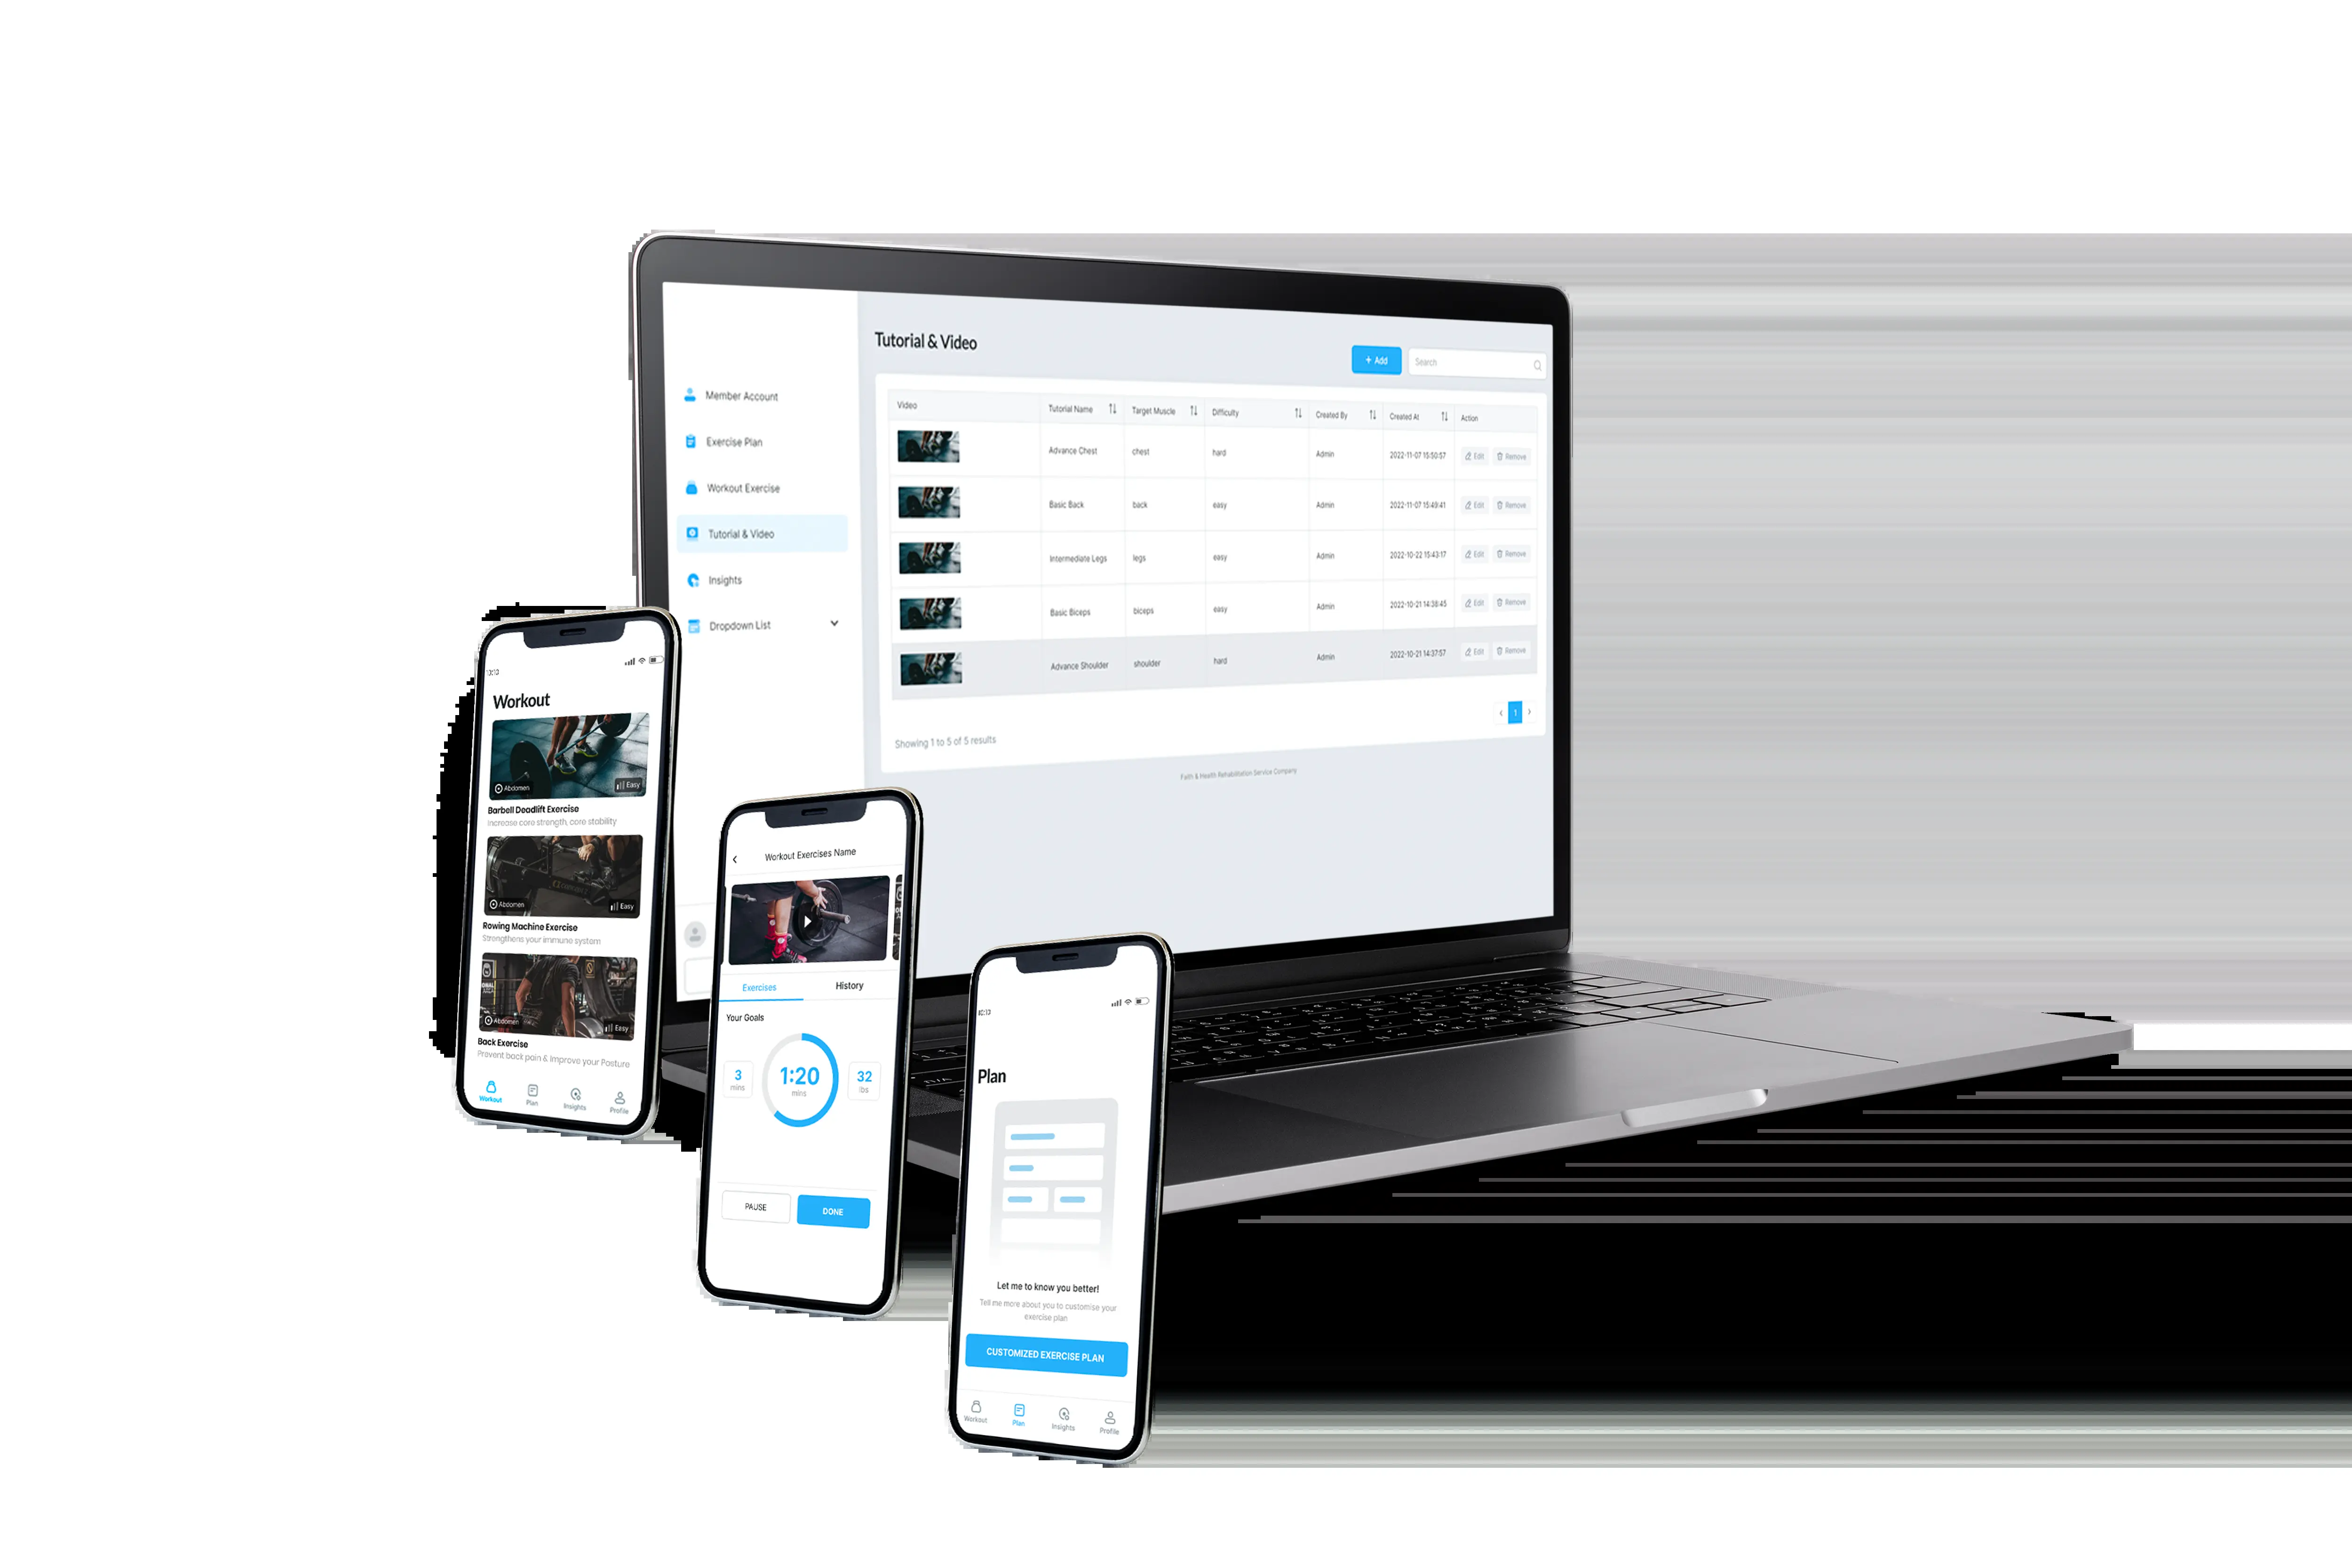 Tutorial & Video
+ Add
Search
Member Account
Exercise Plan
Workout Exercise
Tutorial & Video
Insights
Dropdown List
Video Tutorial Name Target Muscle Difficulty Created By Created At Action
Advance Chest chest hard Admin 2022-11-07 15:50:57 Edit Remove
Basic Back back easy Admin 2022-11-07 15:49:41 Edit Remove
Intermediate Legs legs easy Admin 2022-10-22 15:43:17 Edit Remove
Basic Biceps biceps easy Admin 2022-10-21 14:38:45 Edit Remove
Advance Shoulder shoulder hard Admin 2022-10-21 14:37:57 Edit Remove
1
Showing 1 to 5 of 5 results
Faith & Health Rehabilitation Service Company
Workout
Abdomen Easy
Barbell Deadlift Exercise
Increase core strength, core stability
Abdomen Easy
Rowing Machine Exercise
Strengthens your immune system
Abdomen Easy
Back Exercise
Prevent back pain & Improve your Posture
Workout Plan Insights Profile
Workout Exercises Name
Exercises History
Your Goals
3
mins
1:20
mins
32
lbs
PAUSE DONE
Plan
Let me to know you better!
Tell me more about you to customise your
exercise plan
CUSTOMIZED EXERCISE PLAN
Workout Plan Insights Profile